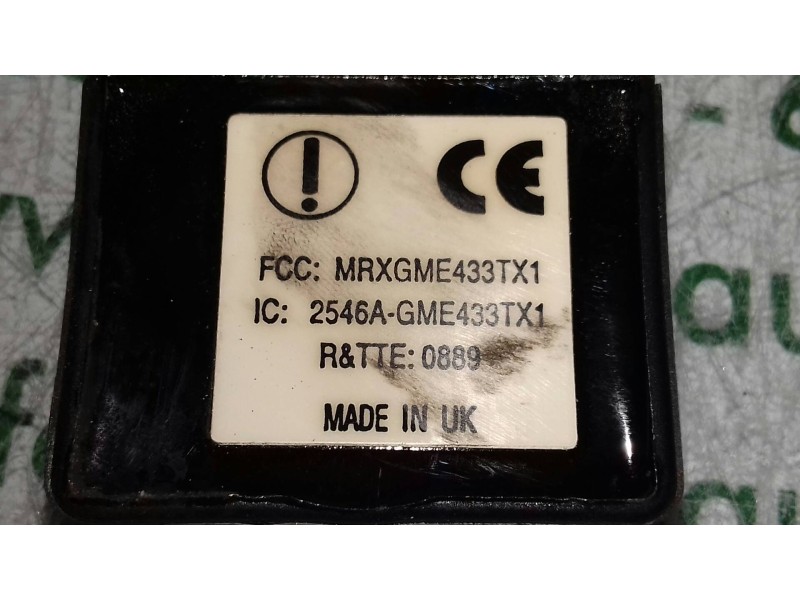 CE
FCC: MRXGME433TX1
IC: 2546A-GME433TX1
R&TTE: 0889
MADE IN UK